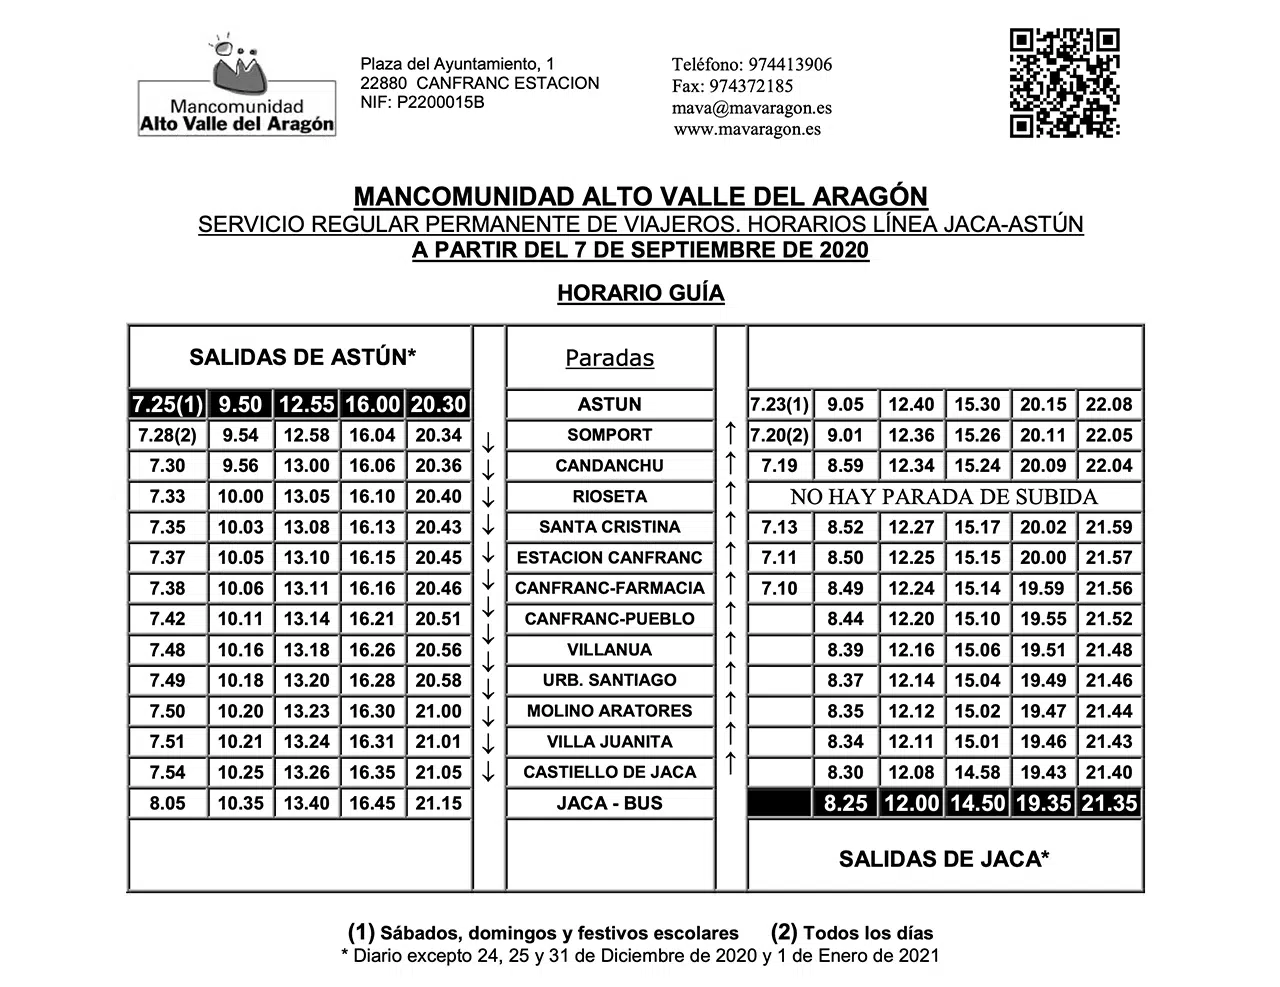 Mancomunidad
Alto Valle del Aragón
Plaza del Ayuntamiento, 1
22880 CANFRANC ESTACION
NIF: P2200015B
Teléfono: 974413906
Fax: 974372185
mava@mavaragon.es
www.mavaragon.es
MANCOMUNIDAD ALTO VALLE DEL ARAGÓN
SERVICIO REGULAR PERMANENTE DE VIAJEROS. HORARIOS LÍNEA JACA-ASTÚN
A PARTIR DEL 7 DE SEPTIEMBRE DE 2020
HORARIO GUÍA
SALIDAS DE ASTÚN* Paradas
7.25(1) 9.50 12.55 16.00 20.30 ASTUN 7.23(1) 9.05 12.40 15.30 20.15 22.08
7.28(2) 9.54 12.58 16.04 20.34 ↓ SOMPORT ↑ 7.20(2) 9.01 12.36 15.26 20.11 22.05
7.30 9.56 13.00 16.06 20.36 ↓ CANDANCHU ↑ 7.19 8.59 12.34 15.24 20.09 22.04
7.33 10.00 13.05 16.10 20.40 ↓ RIOSETA ↑ NO HAY PARADA DE SUBIDA
7.35 10.03 13.08 16.13 20.43 ↓ SANTA CRISTINA ↑ 7.13 8.52 12.27 15.17 20.02 21.59
7.37 10.05 13.10 16.15 20.45 ↓ ESTACION CANFRANC ↑ 7.11 8.50 12.25 15.15 20.00 21.57
7.38 10.06 13.11 16.16 20.46 ↓ CANFRANC-FARMACIA ↑ 7.10 8.49 12.24 15.14 19.59 21.56
7.42 10.11 13.14 16.21 20.51 ↓ CANFRANC-PUEBLO ↑ 8.44 12.20 15.10 19.55 21.52
7.48 10.16 13.18 16.26 20.56 ↓ VILLANUA ↑ 8.39 12.16 15.06 19.51 21.48
7.49 10.18 13.20 16.28 20.58 ↓ URB. SANTIAGO ↑ 8.37 12.14 15.04 19.49 21.46
7.50 10.20 13.23 16.30 21.00 ↓ MOLINO ARATORES ↑ 8.35 12.12 15.02 19.47 21.44
7.51 10.21 13.24 16.31 21.01 ↓ VILLA JUANITA ↑ 8.34 12.11 15.01 19.46 21.43
7.54 10.25 13.26 16.35 21.05 ↓ CASTIELLO DE JACA ↑ 8.30 12.08 14.58 19.43 21.40
8.05 10.35 13.40 16.45 21.15 JACA - BUS 8.25 12.00 14.50 19.35 21.35
SALIDAS DE JACA*
(1) Sábados, domingos y festivos escolares (2) Todos los días
* Diario excepto 24, 25 y 31 de Diciembre de 2020 y 1 de Enero de 2021